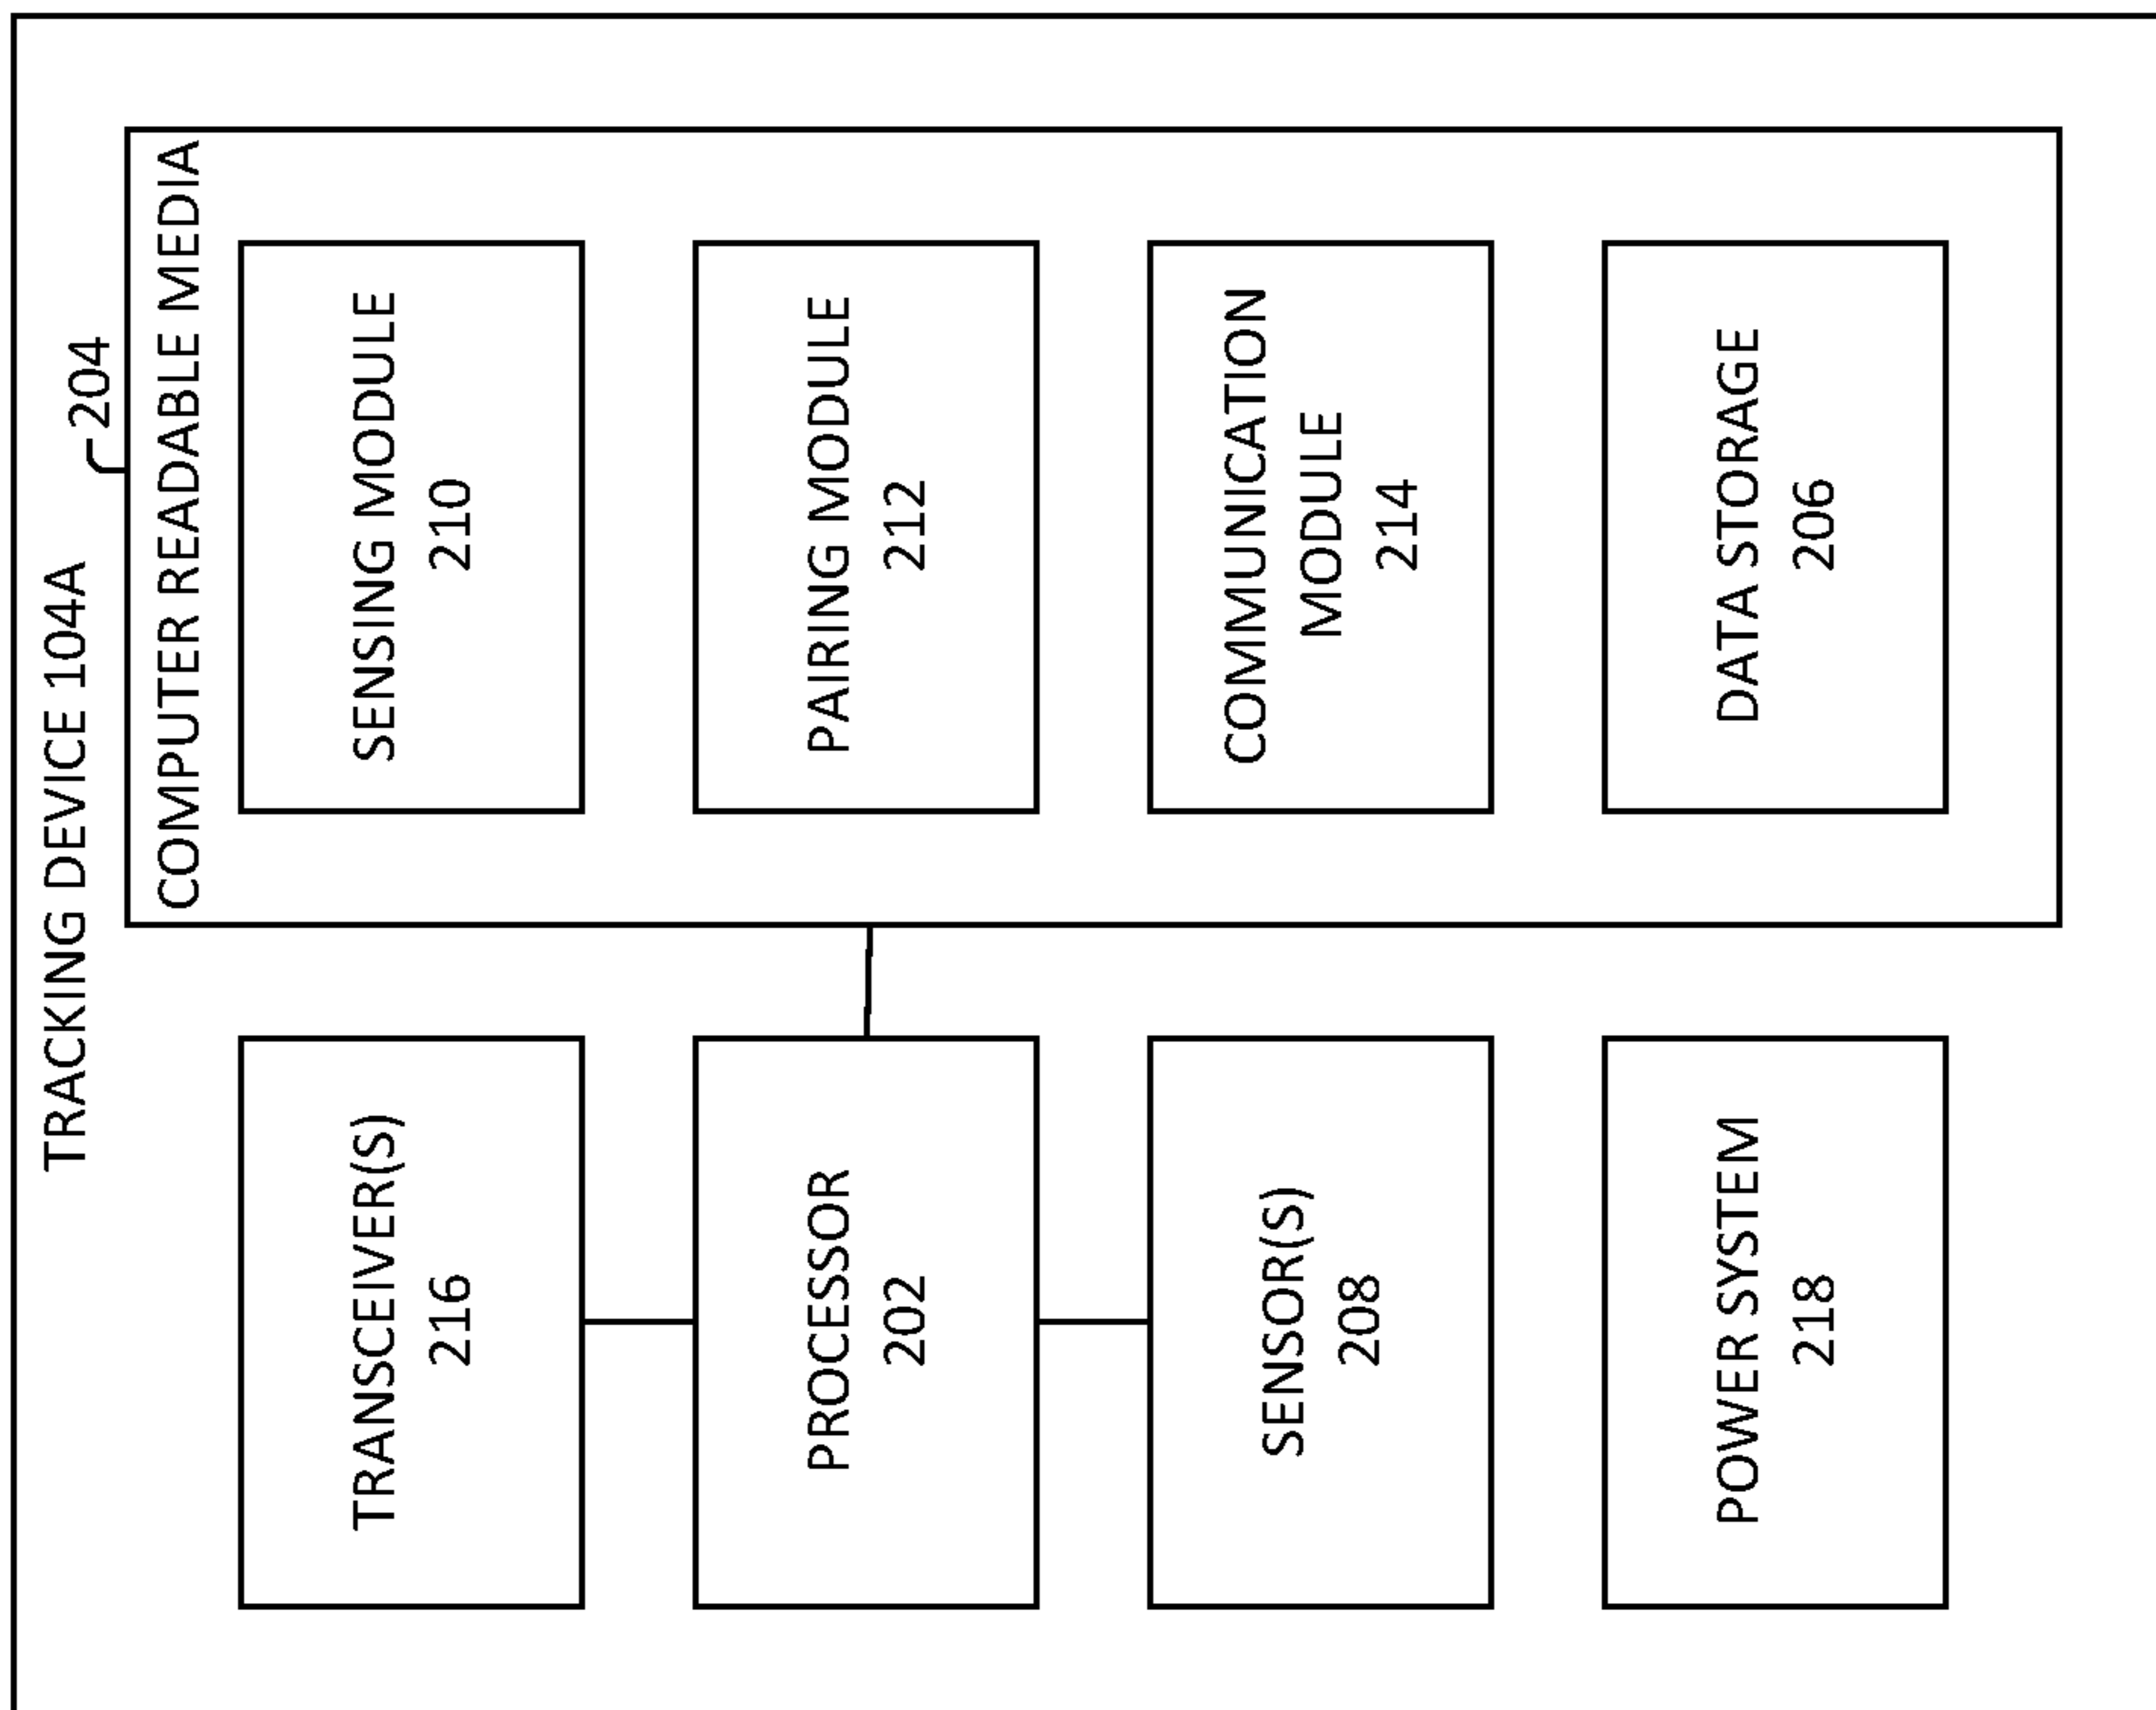 TRACKING DEVICE 104A
204
COMPUTER READABLE MEDIA
TRANSCEIVER(S)
216
SENSING MODULE
210
PROCESSOR
202
PAIRING MODULE
212
SENSOR(S)
208
COMMUNICATION
MODULE
214
POWER SYSTEM
218
DATA STORAGE
206